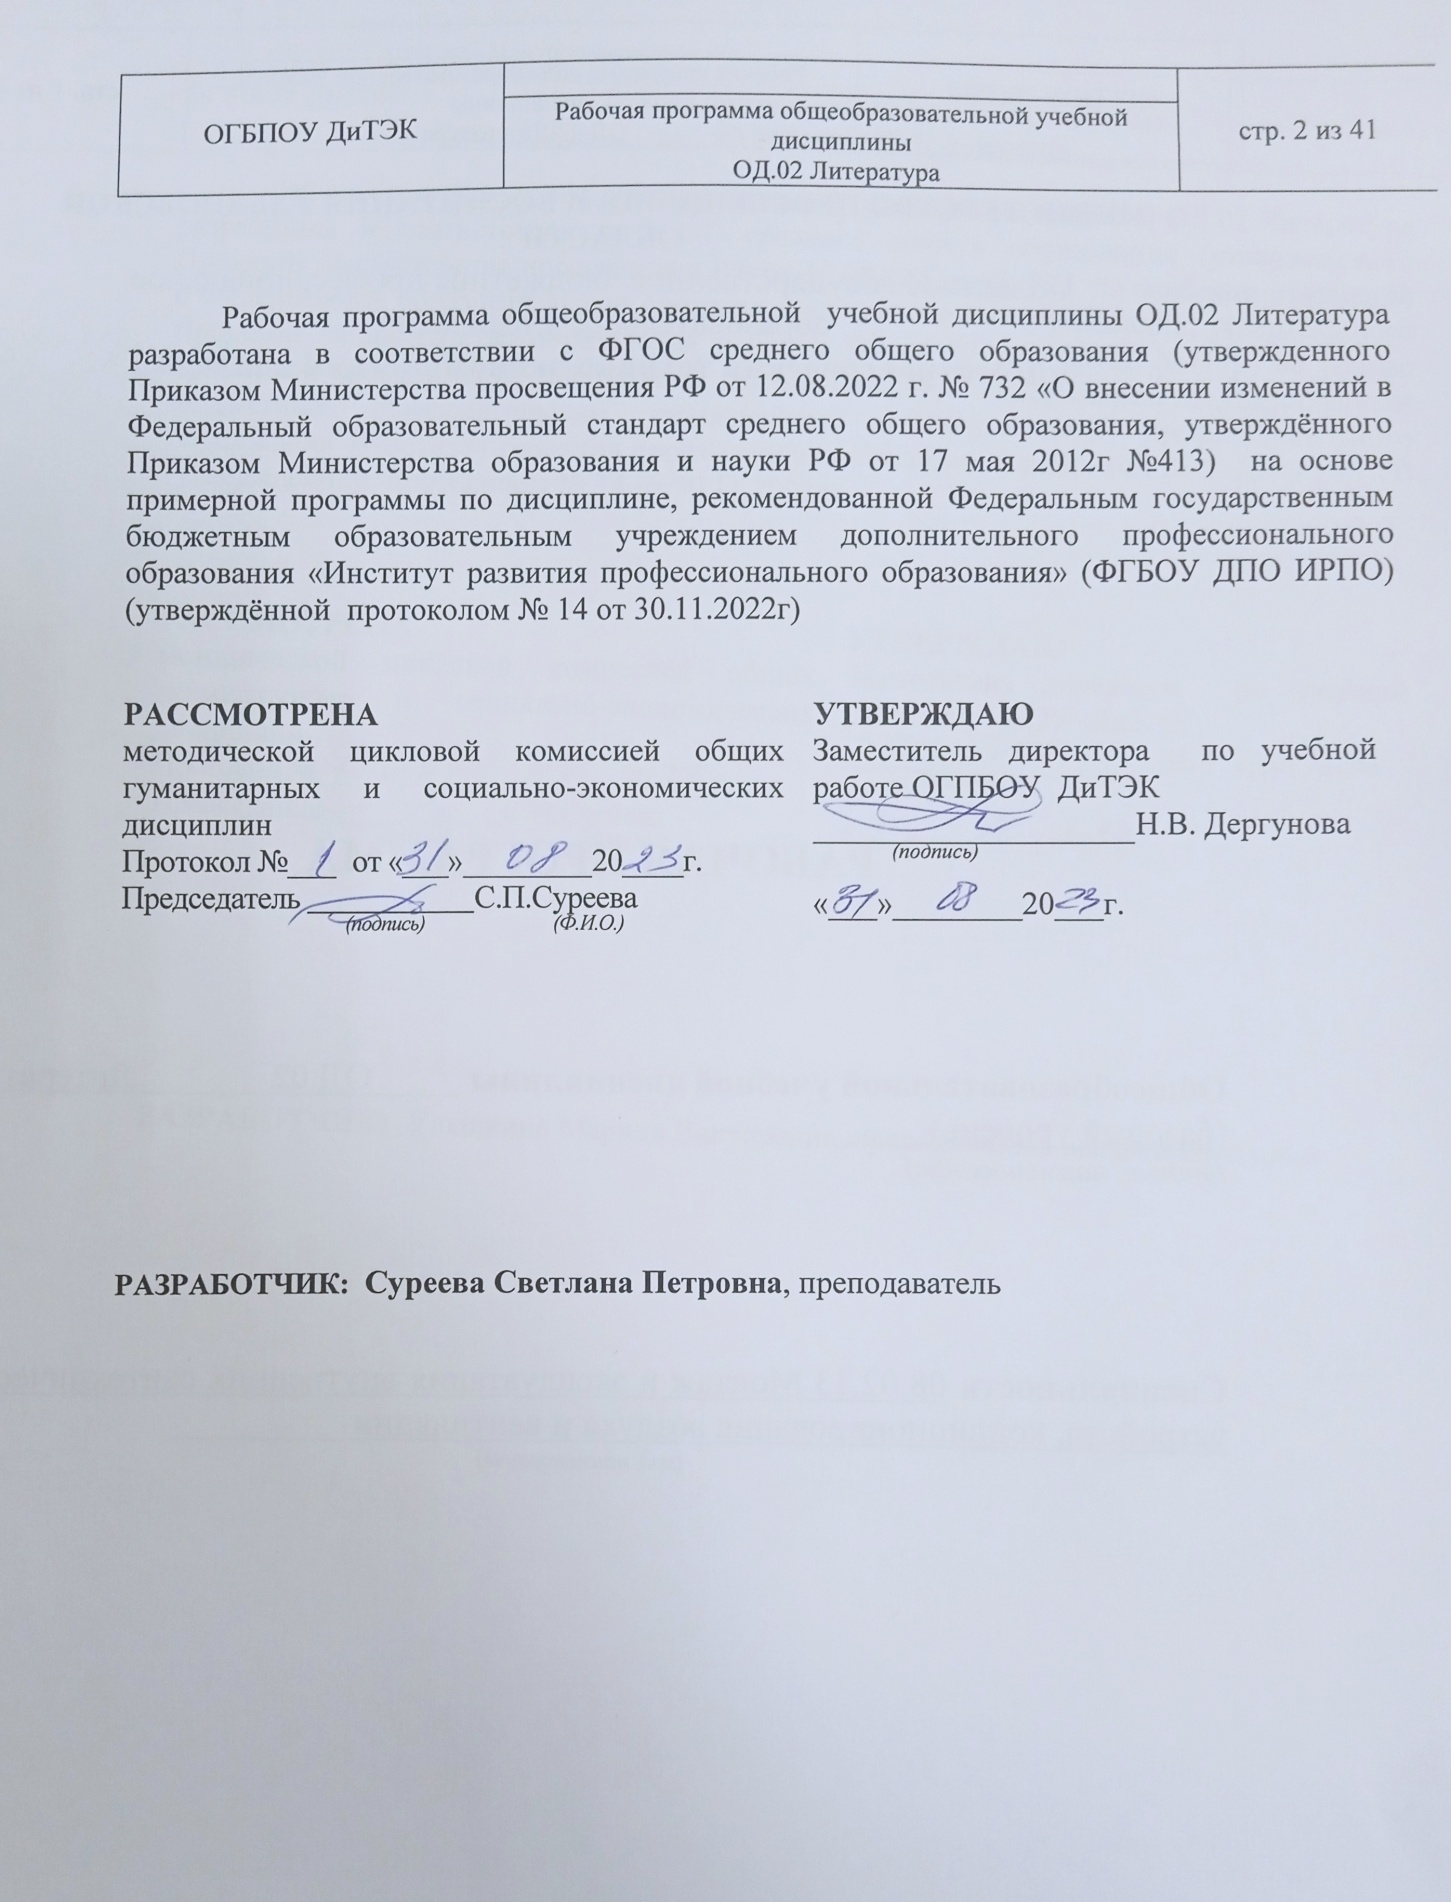 ОГБПОУ ДиТЭК
Рабочая программа общеобразовательной учебной
дисциплины
ОД.02 Литература
стр. 2 из 41
Рабочая программа общеобразовательной учебной дисциплины ОД.02 Литература
разработана в соответствии с ФГОС среднего общего образования (утвержденного
Приказом Министерства просвещения РФ от 12.08.2022 г. № 732 «О внесении изменений в
Федеральный образовательный стандарт среднего общего образования, утверждённого
Приказом Министерства образования и науки РФ от 17 мая 2012г №413) на основе
примерной программы по дисциплине, рекомендованной Федеральным государственным
бюджетным образовательным учреждением дополнительного профессионального
образования «Институт развития профессионального образования» (ФГБОУ ДПО ИРПО)
(утверждённой протоколом № 14 от 30.11.2022г)
РАССМОТРЕНА
методической цикловой комиссией общих
гуманитарных и социально-экономических
дисциплин
Протокол № 1 от «31» 08 2023г.
Председатель С.П.Суреева
(подпись) (Ф.И.О.)
УТВЕРЖДАЮ
Заместитель директора по учебной
работе ОГПБОУ ДиТЭК
Н.В. Дергунова
(подпись)
«31» 08 2023г.
РАЗРАБОТЧИК: Суреева Светлана Петровна, преподаватель